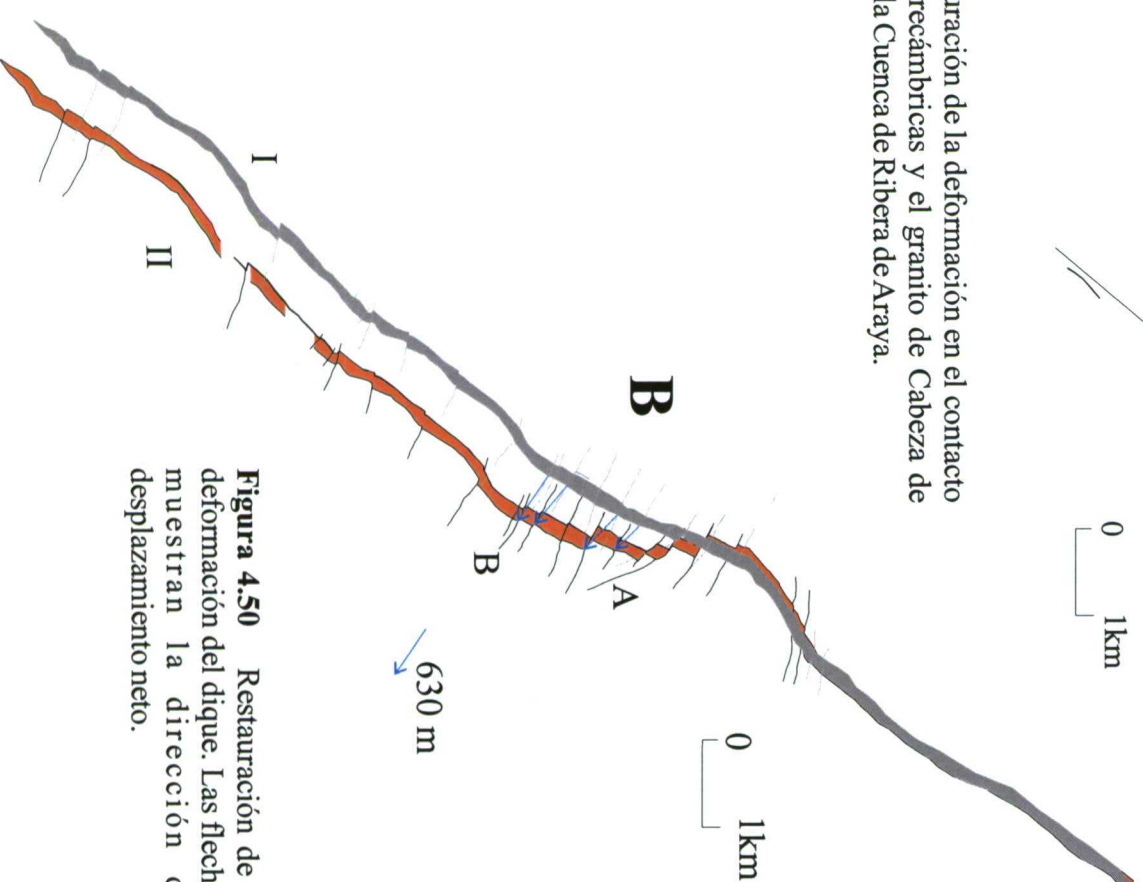 uración de la deformación en el contacto
recámbricas y el granito de Cabeza de
la Cuenca de Ribera de Araya.
0 1km
B
I
II
A
B
630 m
0 1km
Figura 4.50 Restauración de
deformación del dique. Las flech
muestran la dirección
desplazamiento neto.